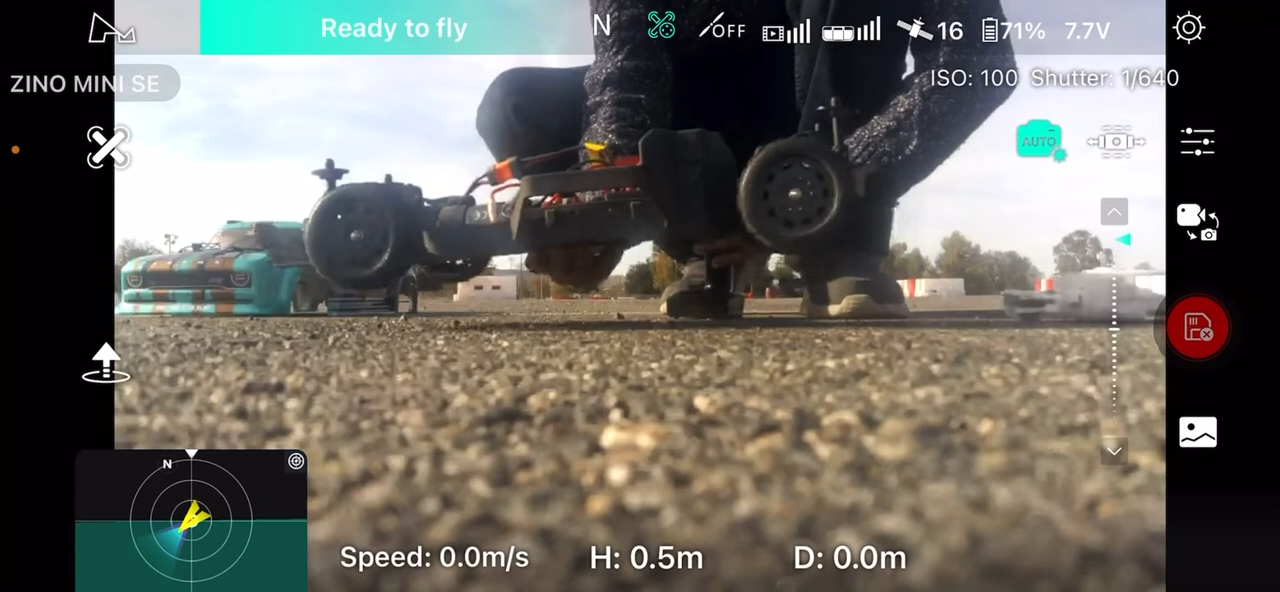 Ready to fly
N
OFF
16
71%
7.7V
ZINO MINI SE
ISO: 100 Shutter: 1/640
AUTO
N
Speed: 0.0m/s
H: 0.5m
D: 0.0m